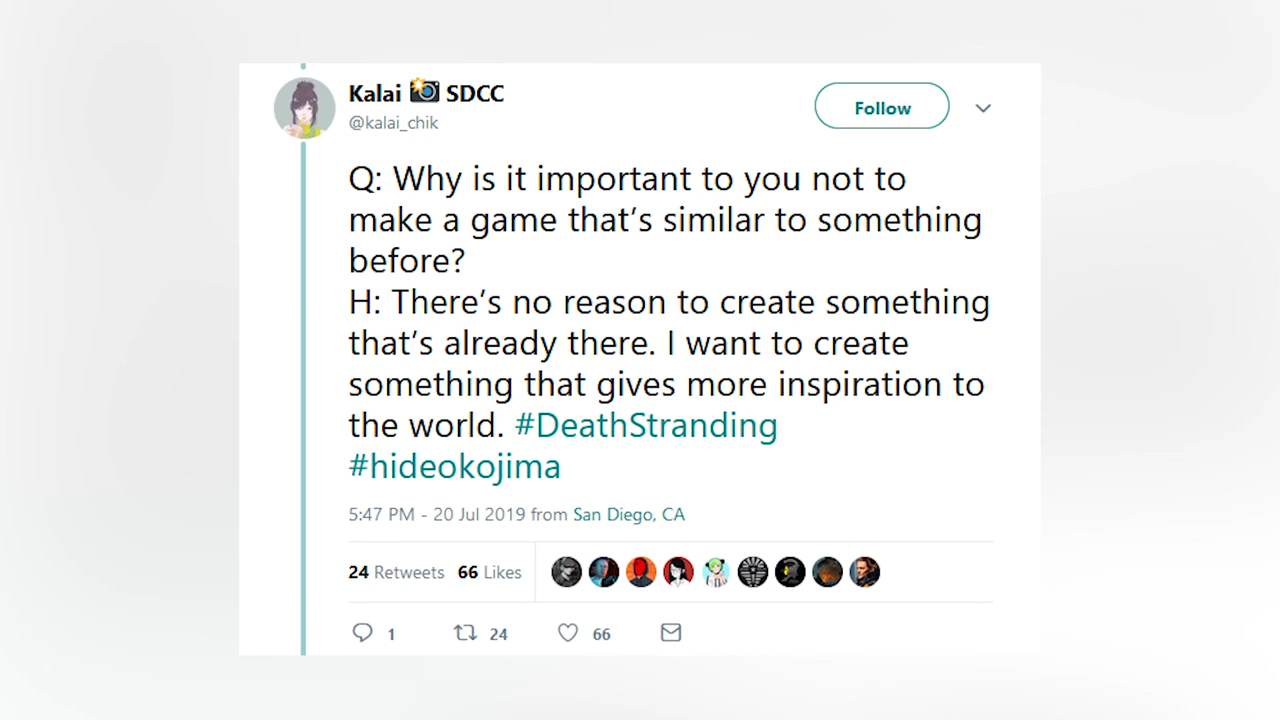 Kalai 📸 SDCC
Follow
@kalai_chik
Q: Why is it important to you not to
make a game that's similar to something
before?
H: There's no reason to create something
that's already there. I want to create
something that gives more inspiration to
the world. #DeathStranding
#hideokojima
5:47 PM - 20 Jul 2019 from San Diego, CA
24 Retweets 66 Likes
1 24 66